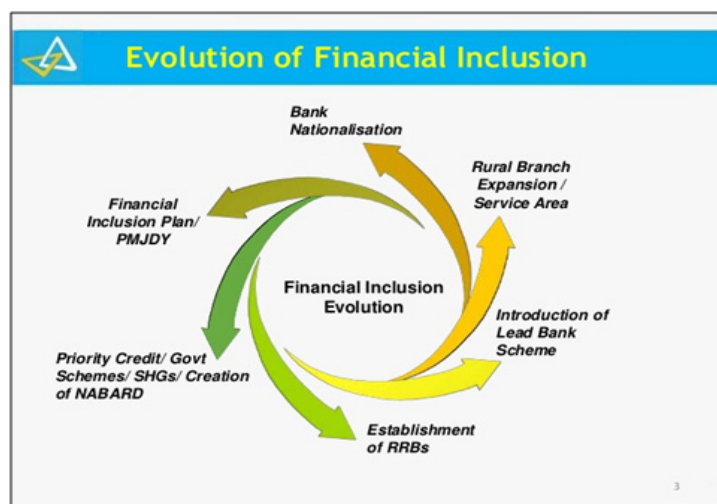 Evolution of Financial Inclusion
Bank
Nationalisation
Rural Branch
Expansion /
Service Area
Financial
Inclusion Plan/
PMJDY
Financial Inclusion
Evolution
Introduction of
Lead Bank
Scheme
Priority Credit/ Govt
Schemes/ SHGs/ Creation
of NABARD
Establishment
of RRBs
3